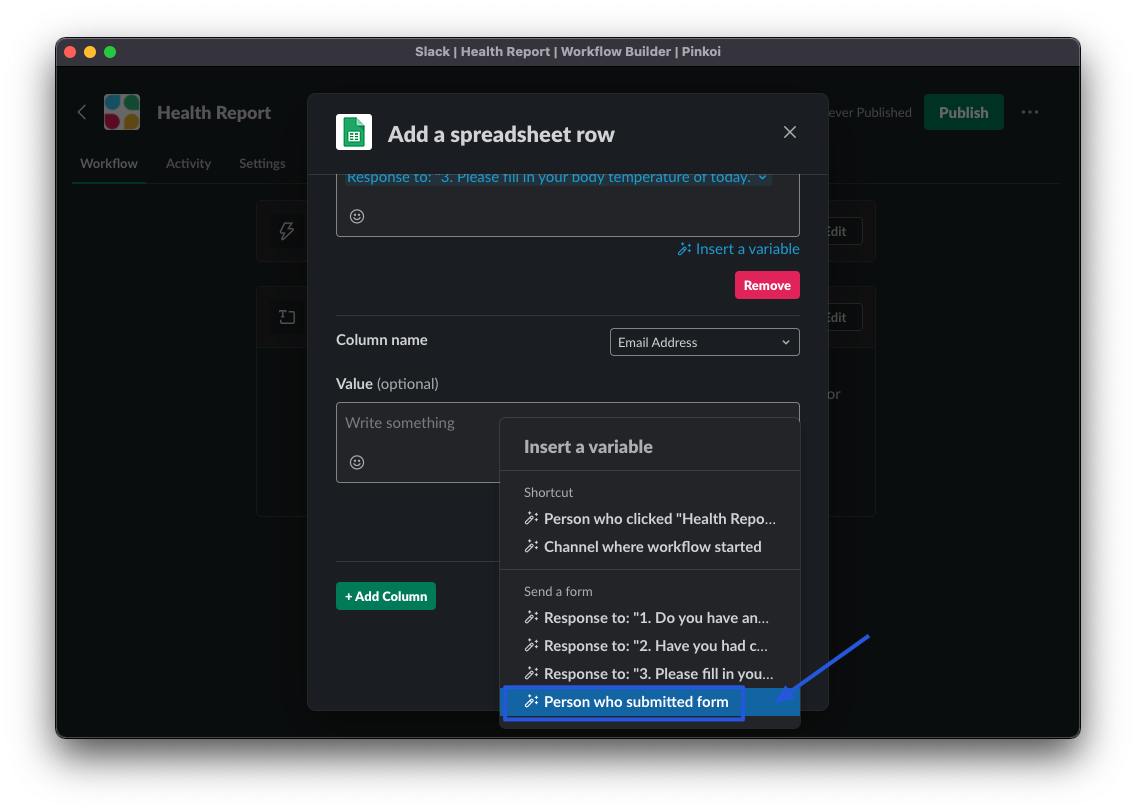 Slack | Health Report | Workflow Builder | Pinkoi
Health Report
ever Published
Publish
Workflow Activity Settings
Add a spreadsheet row
Response to: "3. Please fill in your body temperature of today."
Edit
Insert a variable
Remove
Edit
Column name
Email Address
Value (optional)
or
Write something
Insert a variable
Shortcut
Person who clicked "Health Repo...
Channel where workflow started
Send a form
+ Add Column
Response to: "1. Do you have an...
Response to: "2. Have you had c...
Response to: "3. Please fill in you...
Person who submitted form